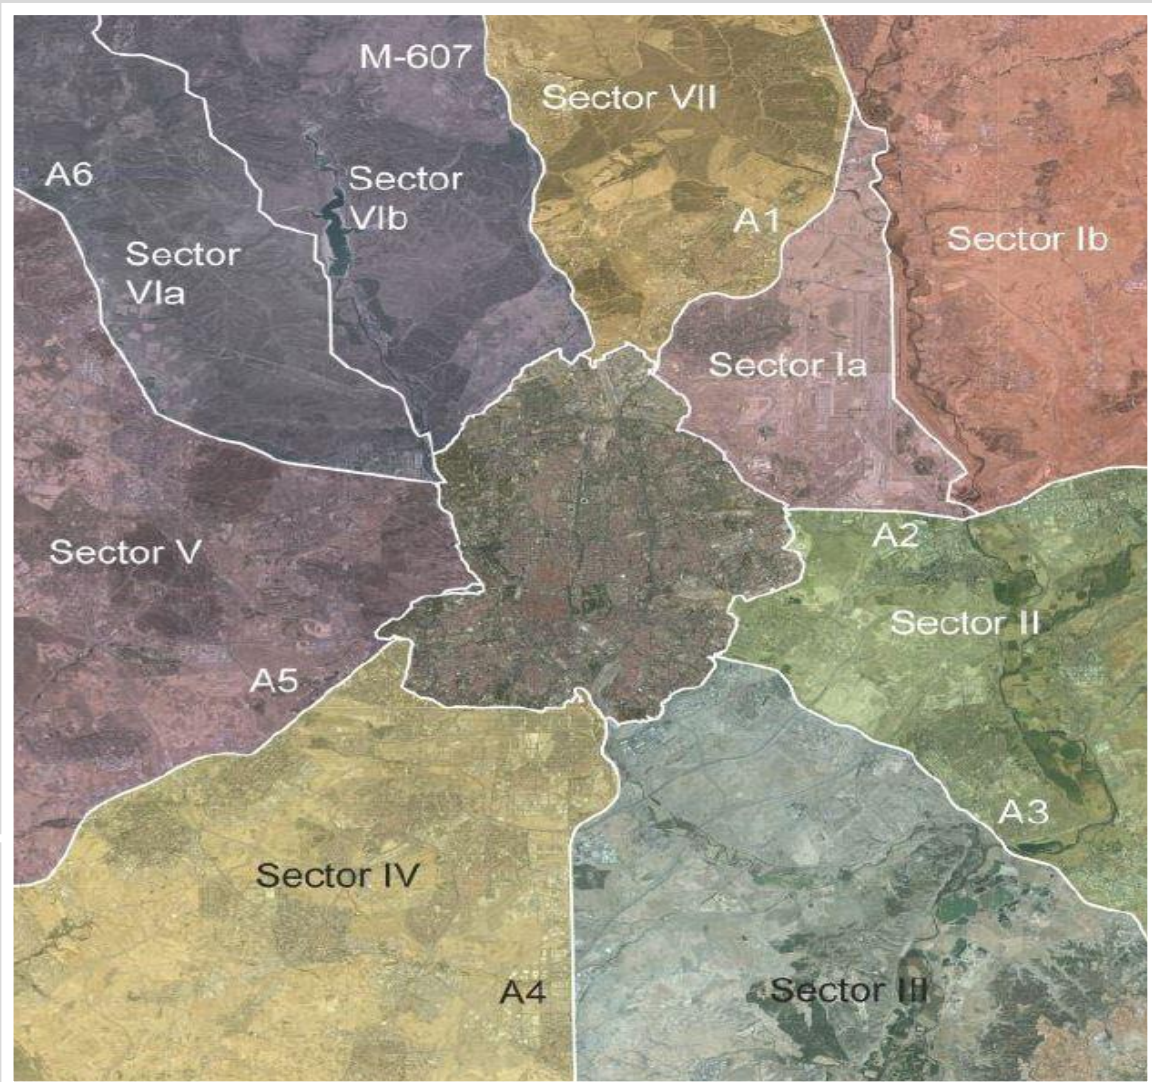 M-607
Sector VII
A6
Sector
VIb
A1
Sector Ib
Sector
VIa
Sector Ia
A2
Sector V
Sector II
A5
A3
Sector IV
A4
Sector III